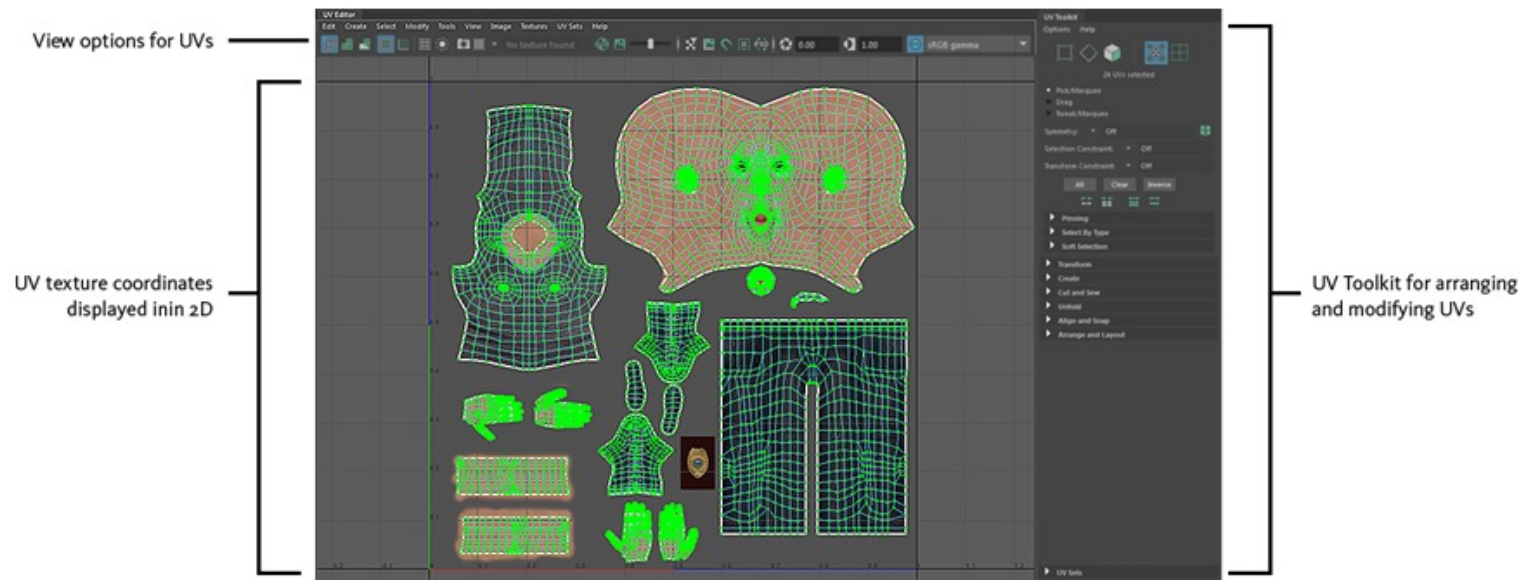 UV Editor
Edit Create Select Modify Tools View Image Textures UV Sets Help
No texture found
0.00
1.00
sRGB gamma
View options for UVs
UV texture coordinates
displayed inin 2D
UV Toolkit
Options Help
24 UVs selected
Pick/Marquee
Drag
Tweak/Marquee
Symmetry: Off
Selection Constraint: Off
Transform Constraint: Off
All Clear Inverse
Pinning
Select By Type
Soft Selection
Transform
Create
Cut and Sew
Unfold
Align and Snap
Arrange and Layout
UV Sets
UV Toolkit for arranging
and modifying UVs